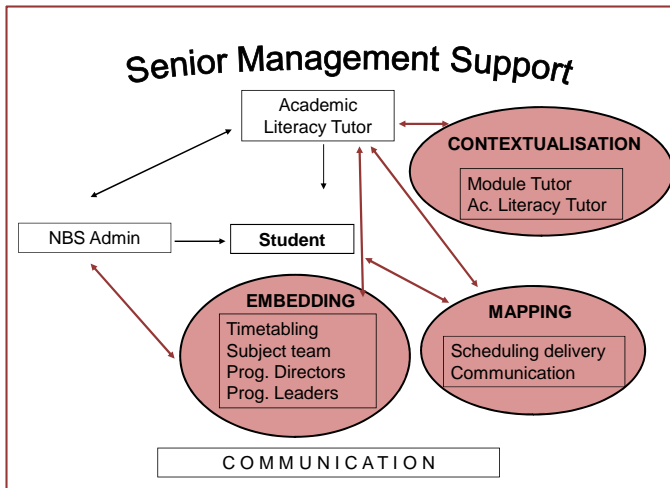 Senior Management Support
Academic
Literacy Tutor
CONTEXTUALISATION
Module Tutor
Ac. Literacy Tutor
NBS Admin
Student
EMBEDDING
Timetabling
Subject team
Prog. Directors
Prog. Leaders
MAPPING
Scheduling delivery
Communication
C O M M U N I C A T I O N